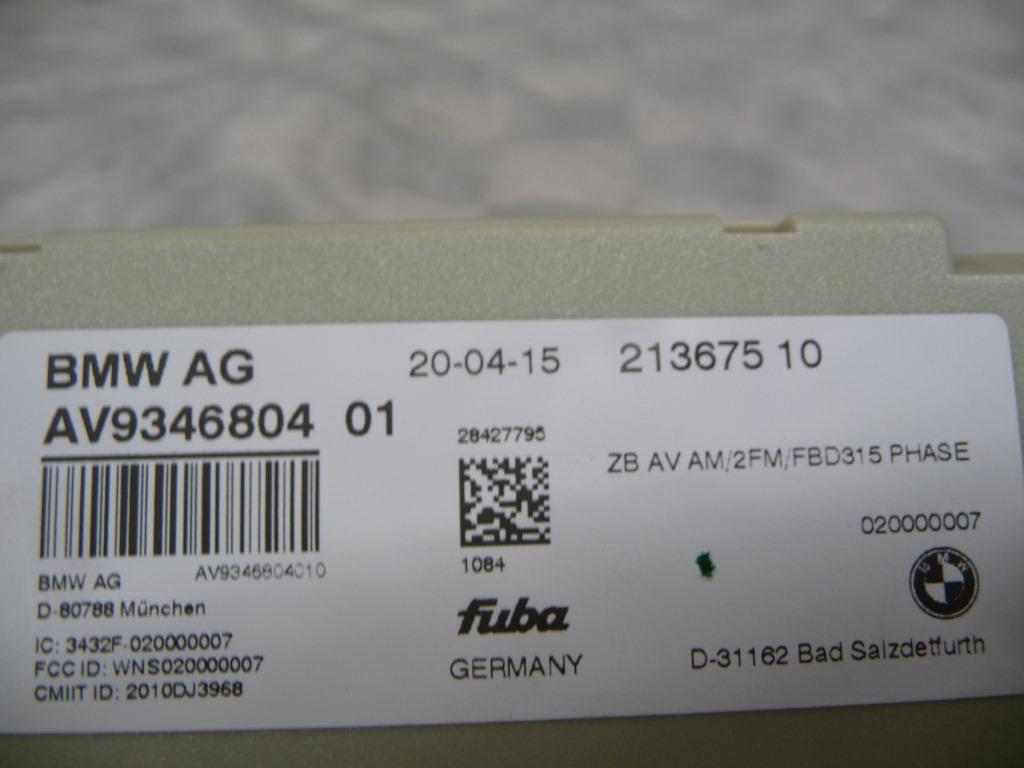 BMW AG 20-04-15 213675 10
AV9346804 01
28427795
ZB AV AM/2FM/FBD315 PHASE
020000007
1084
BMW AG AV9346804010
D-80788 München
fuba
BMW
IC: 3432F-020000007
FCC ID: WNS020000007
CMIIT ID: 2010DJ3968
GERMANY
D-31162 Bad Salzdetfurth